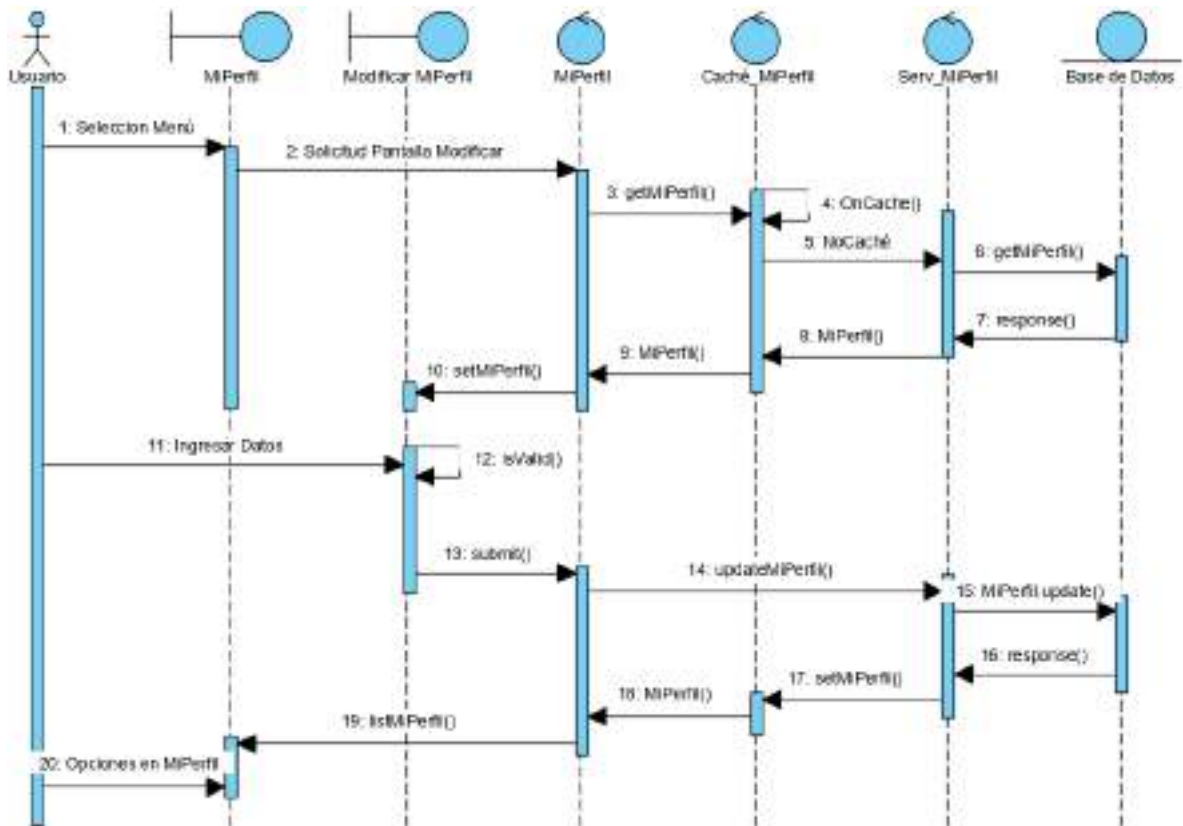 Usuario
MiPerfil
Modificar MiPerfil
MiPerfil
Caché_MiPerfil
Serv_MiPerfil
Base de Datos
1: Seleccion Menú
2: Solicitud Pantalla Modificar
3: getMiPerfil()
4: OnCache()
5: NoCaché
6: getMiPerfil()
7: response()
8: MiPerfil()
9: MiPerfil()
10: setMiPerfil()
11: Ingresar Datos
12: isValid()
13: submit()
14: updateMiPerfil()
15: MiPerfil.update()
16: response()
17: setMiPerfil()
18: MiPerfil()
19: listMiPerfil()
20: Opciones en MiPerfil